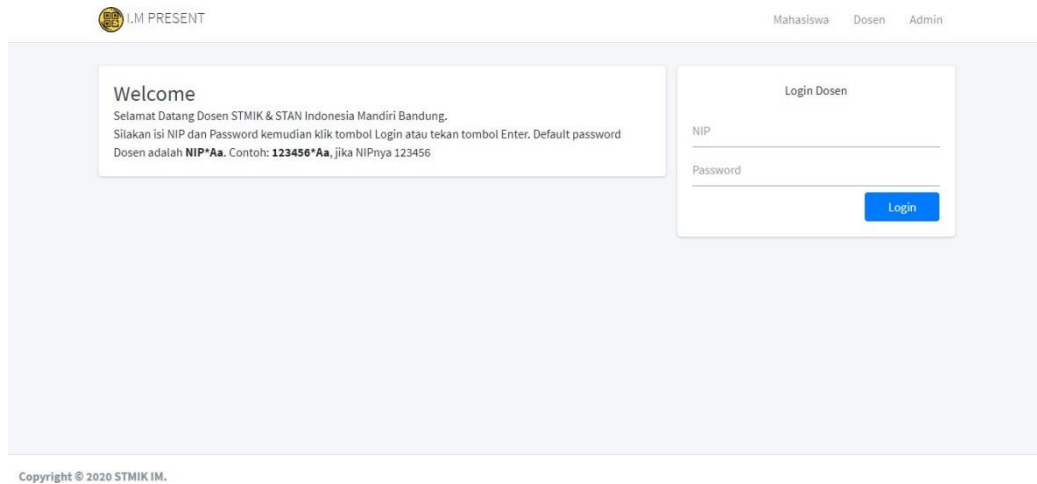 I.M PRESENT
Mahasiswa Dosen Admin
Welcome
Selamat Datang Dosen STMIK & STAN Indonesia Mandiri Bandung.
Silakan isi NIP dan Password kemudian klik tombol Login atau tekan tombol Enter. Default password
Dosen adalah NIP*Aa. Contoh: 123456*Aa, jika NIPnya 123456
Login Dosen
NIP
Password
Login
Copyright © 2020 STMIK IM.